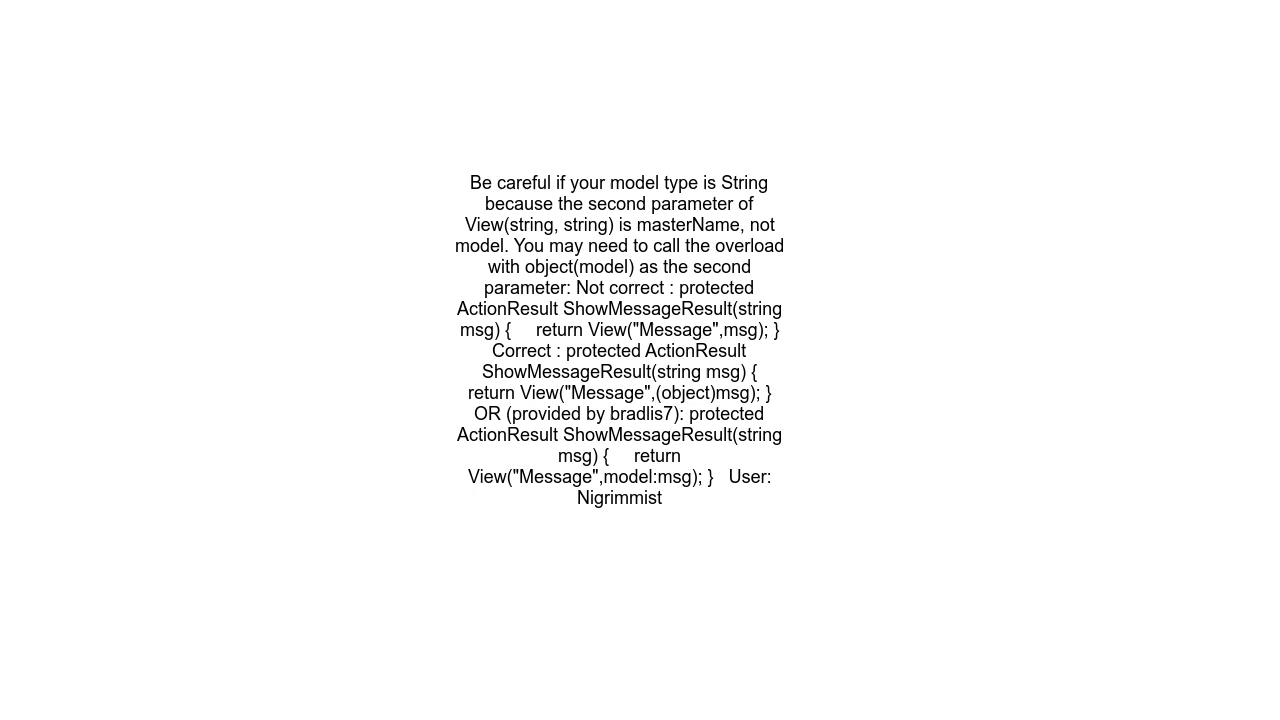 Be careful if your model type is String
because the second parameter of
View(string, string) is masterName, not
model. You may need to call the overload
with object(model) as the second
parameter: Not correct : protected
ActionResult ShowMessageResult(string
msg) {     return View("Message",msg); }
Correct : protected ActionResult
ShowMessageResult(string msg) {
return View("Message",(object)msg); }
OR (provided by bradlis7): protected
ActionResult ShowMessageResult(string
msg) {     return
View("Message",model:msg); }   User:
Nigrimmist